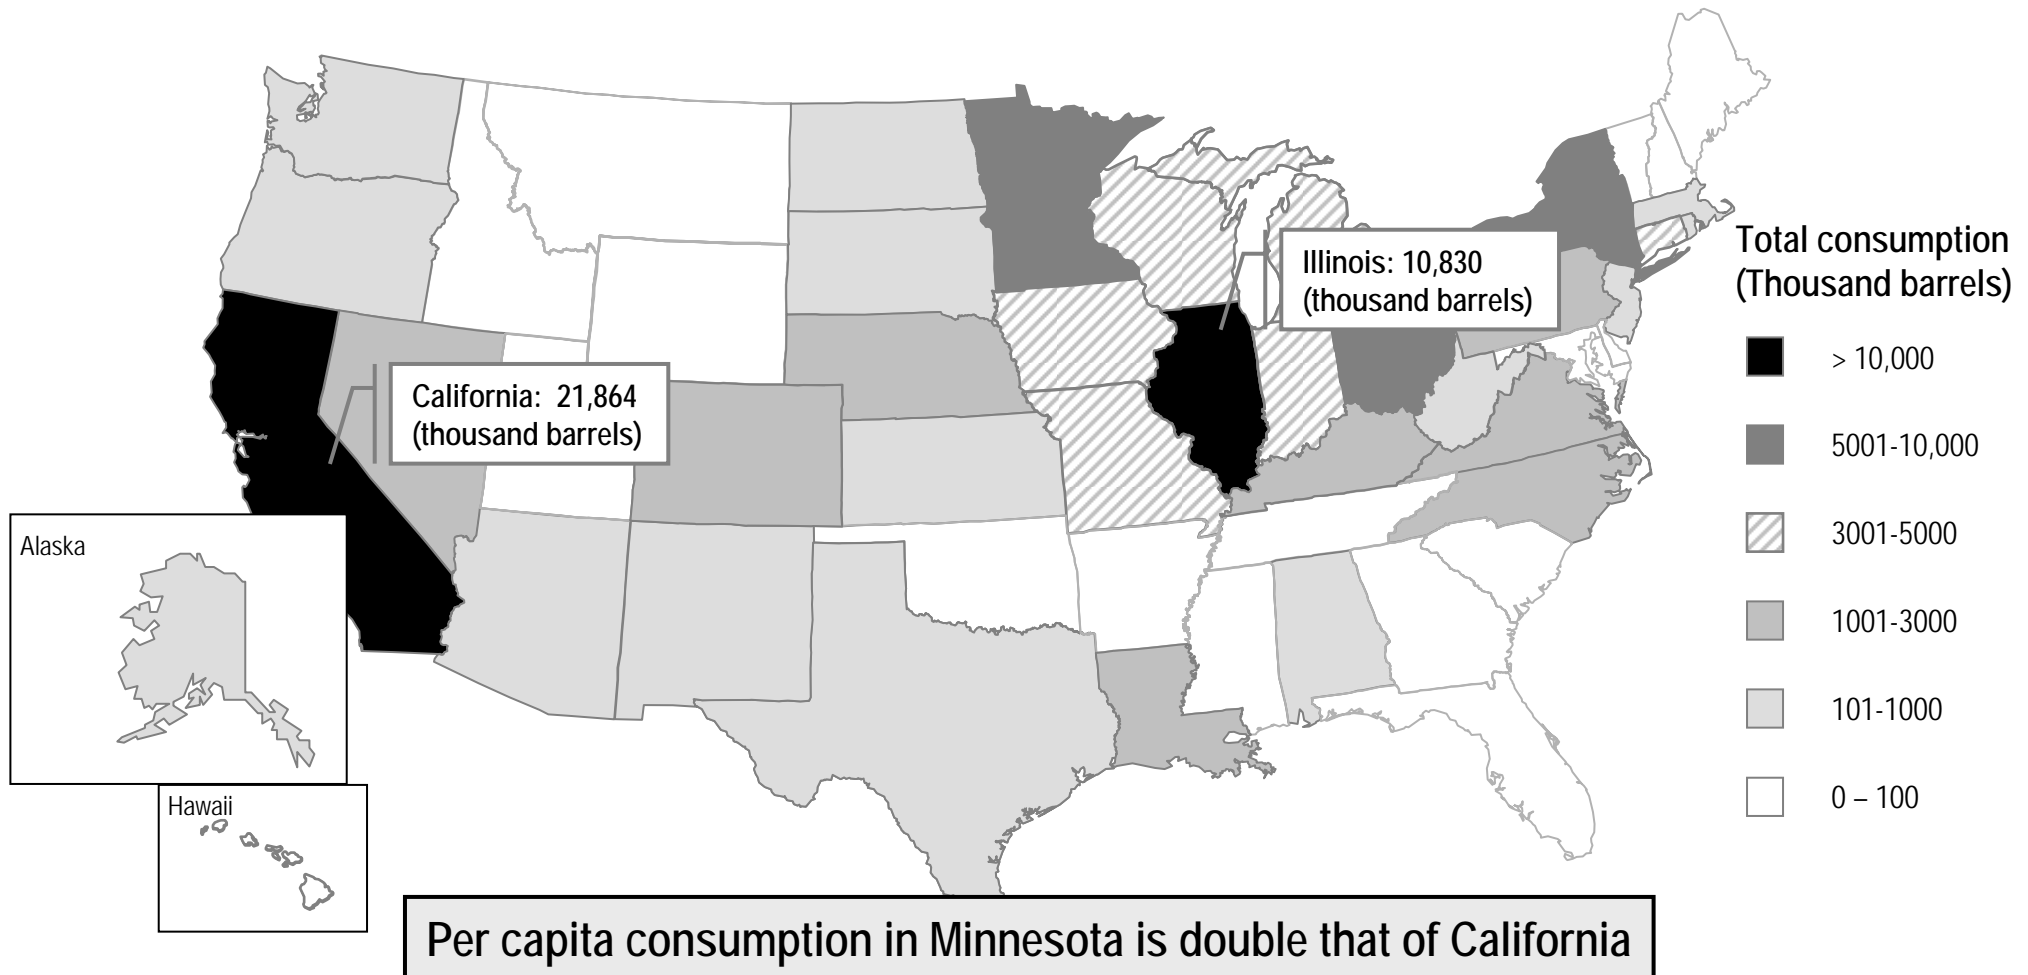 Illinois: 10,830
(thousand barrels)
Total consumption
(Thousand barrels)
> 10,000
California:  21,864
(thousand barrels)
5001-10,000
3001-5000
Alaska
1001-3000
101-1000
0 – 100
Hawaii
Per capita consumption in Minnesota is double that of California